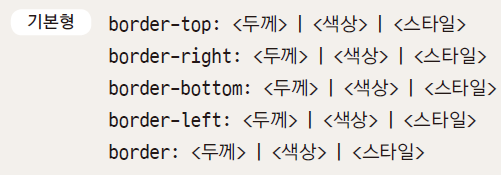 기본형 border-top: <두께> | <색상> | <스타일>
border-right: <두께> | <색상> | <스타일>
border-bottom: <두께> | <색상> | <스타일>
border-left: <두께> | <색상> | <스타일>
border: <두께> | <색상> | <스타일>